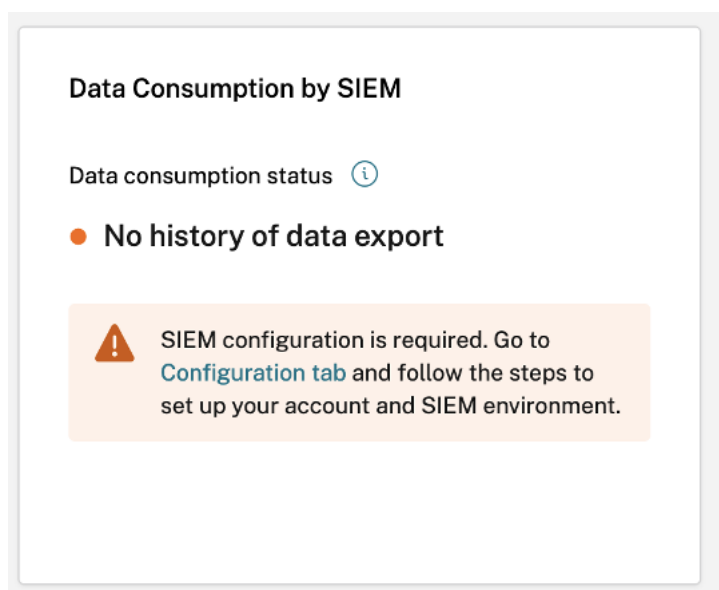 Data Consumption by SIEM
Data consumption status
No history of data export
SIEM configuration is required. Go to
Configuration tab and follow the steps to
set up your account and SIEM environment.